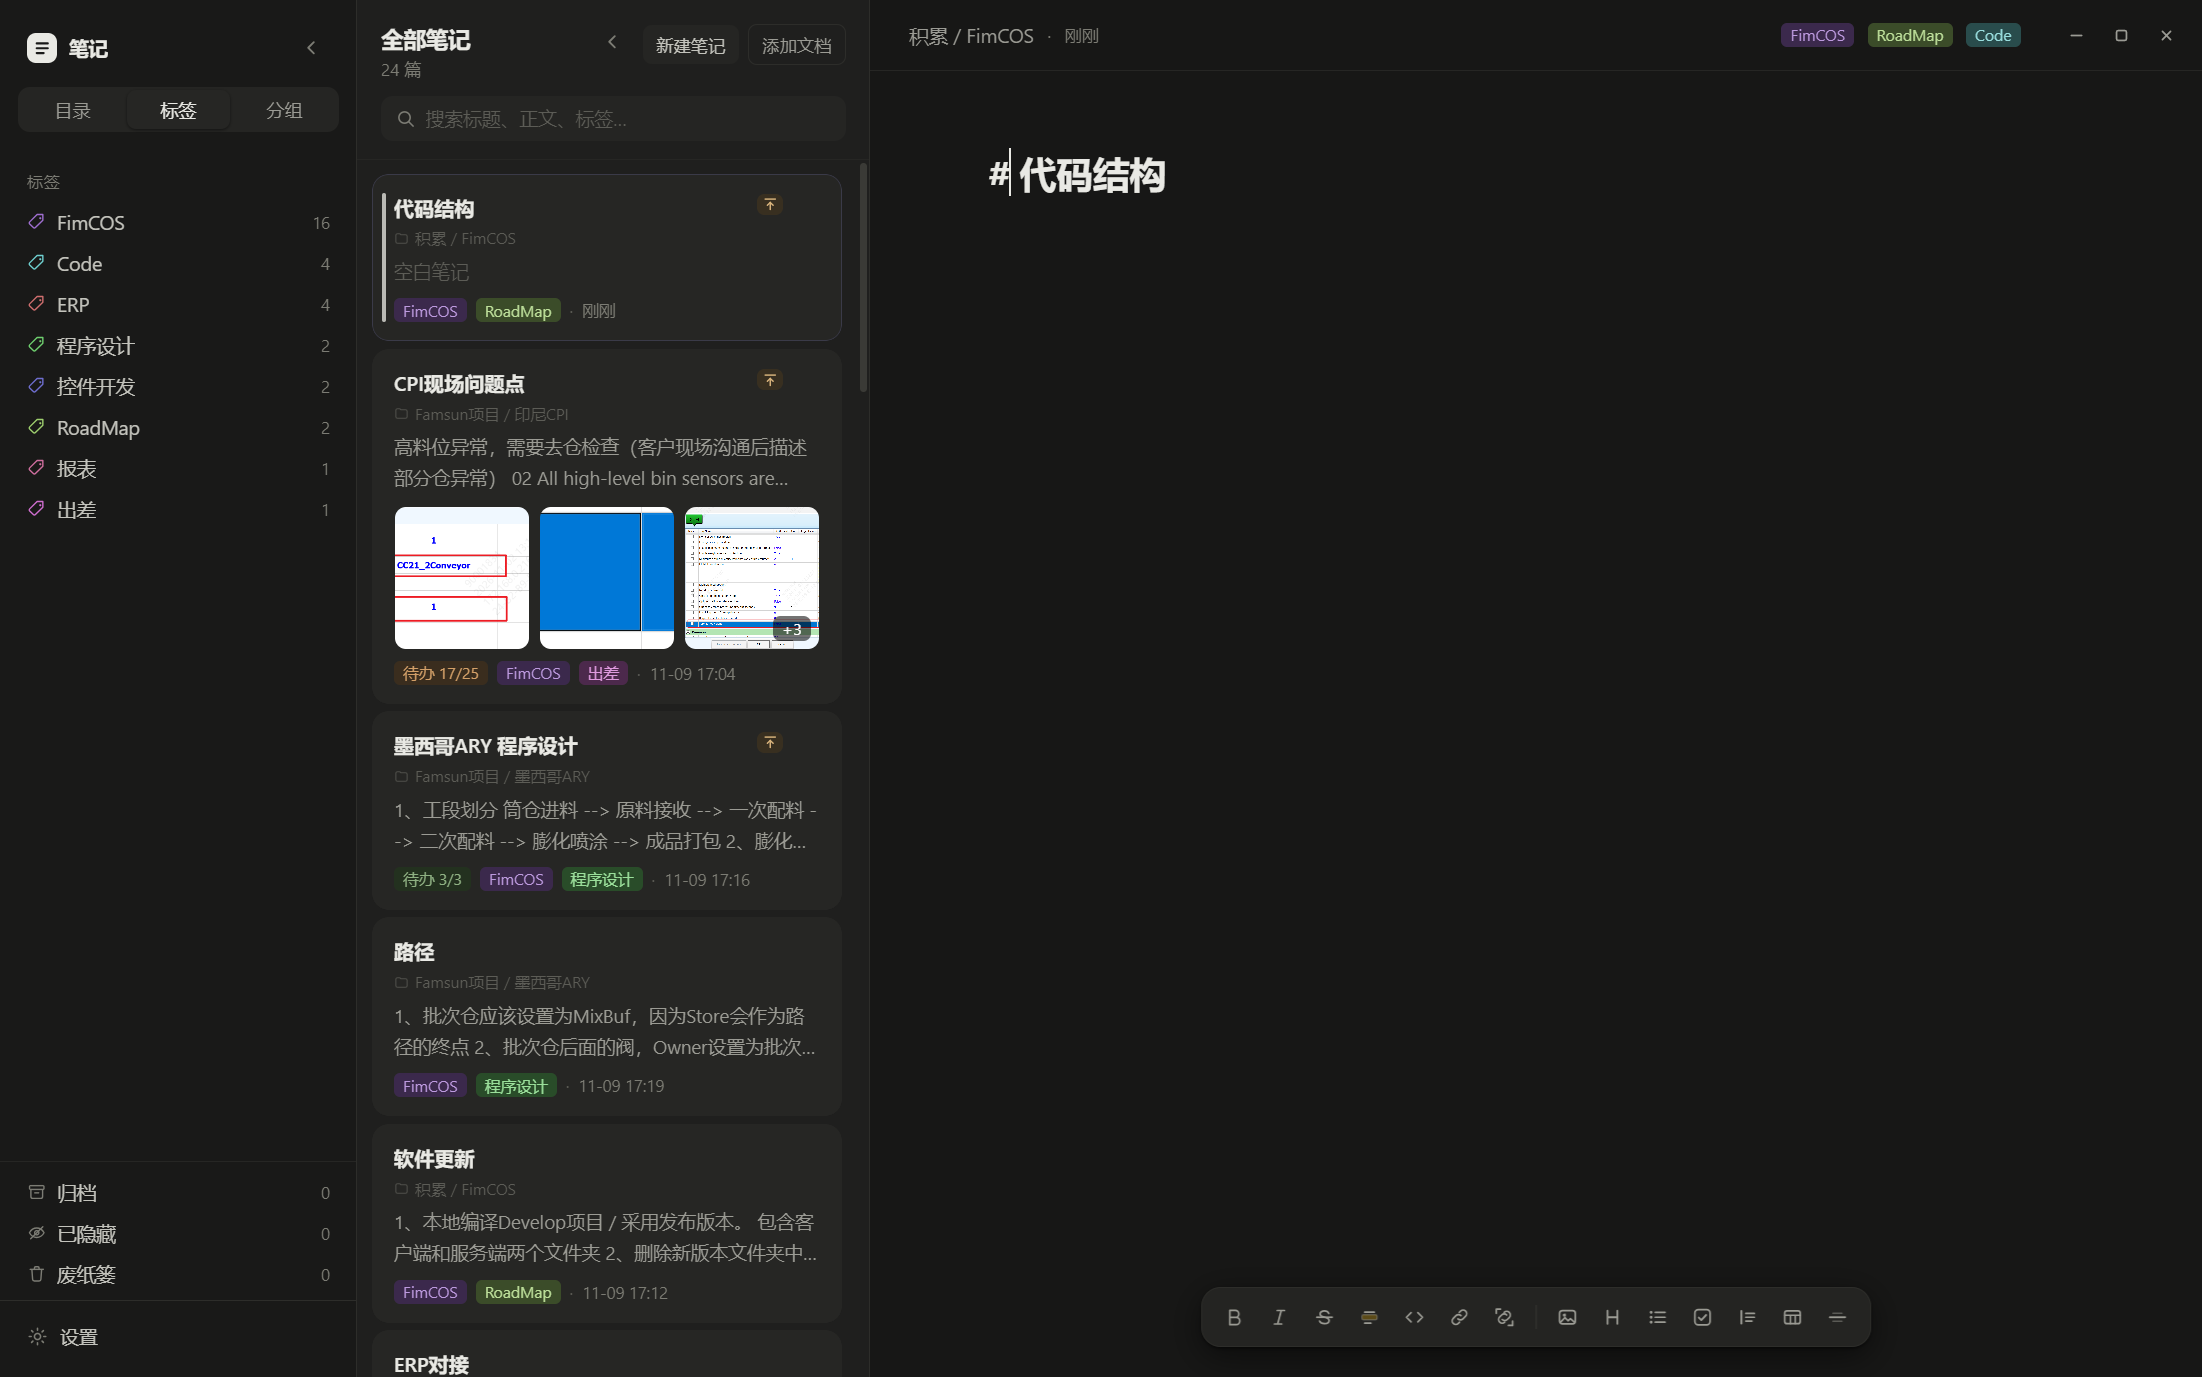 笔记
目录
标签
分组
标签
FimCOS 16
Code 4
ERP 4
程序设计 2
控件开发 2
RoadMap 2
报表 1
出差 1
归档 0
已隐藏 0
废纸篓 0
设置
全部笔记
24 篇
新建笔记
添加文档
搜索标题、正文、标签...
代码结构
积累 / FimCOS
空白笔记
FimCOS RoadMap · 刚刚
CPI现场问题点
Famsun项目 / 印尼CPI
高料位异常，需要去仓检查（客户现场沟通后描述
部分仓异常） 02 All high-level bin sensors are...
1
CC21_2Conveyor
1
+3
待办 17/25 FimCOS 出差 · 11-09 17:04
墨西哥ARY 程序设计
Famsun项目 / 墨西哥ARY
1、工段划分 筒仓进料 --> 原料接收 --> 一次配料 -
-> 二次配料 --> 膨化喷涂 --> 成品打包 2、膨化...
待办 3/3 FimCOS 程序设计 · 11-09 17:16
路径
Famsun项目 / 墨西哥ARY
1、批次仓应该设置为MixBuf，因为Store会作为路
径的终点 2、批次仓后面的阀，Owner设置为批次...
FimCOS 程序设计 · 11-09 17:19
软件更新
积累 / FimCOS
1、本地编译Develop项目 / 采用发布版本。 包含客
户端和服务端两个文件夹 2、删除新版本文件夹中...
FimCOS RoadMap · 11-09 17:12
ERP对接
积累 / FimCOS · 刚刚
FimCOS RoadMap Code
# 代码结构